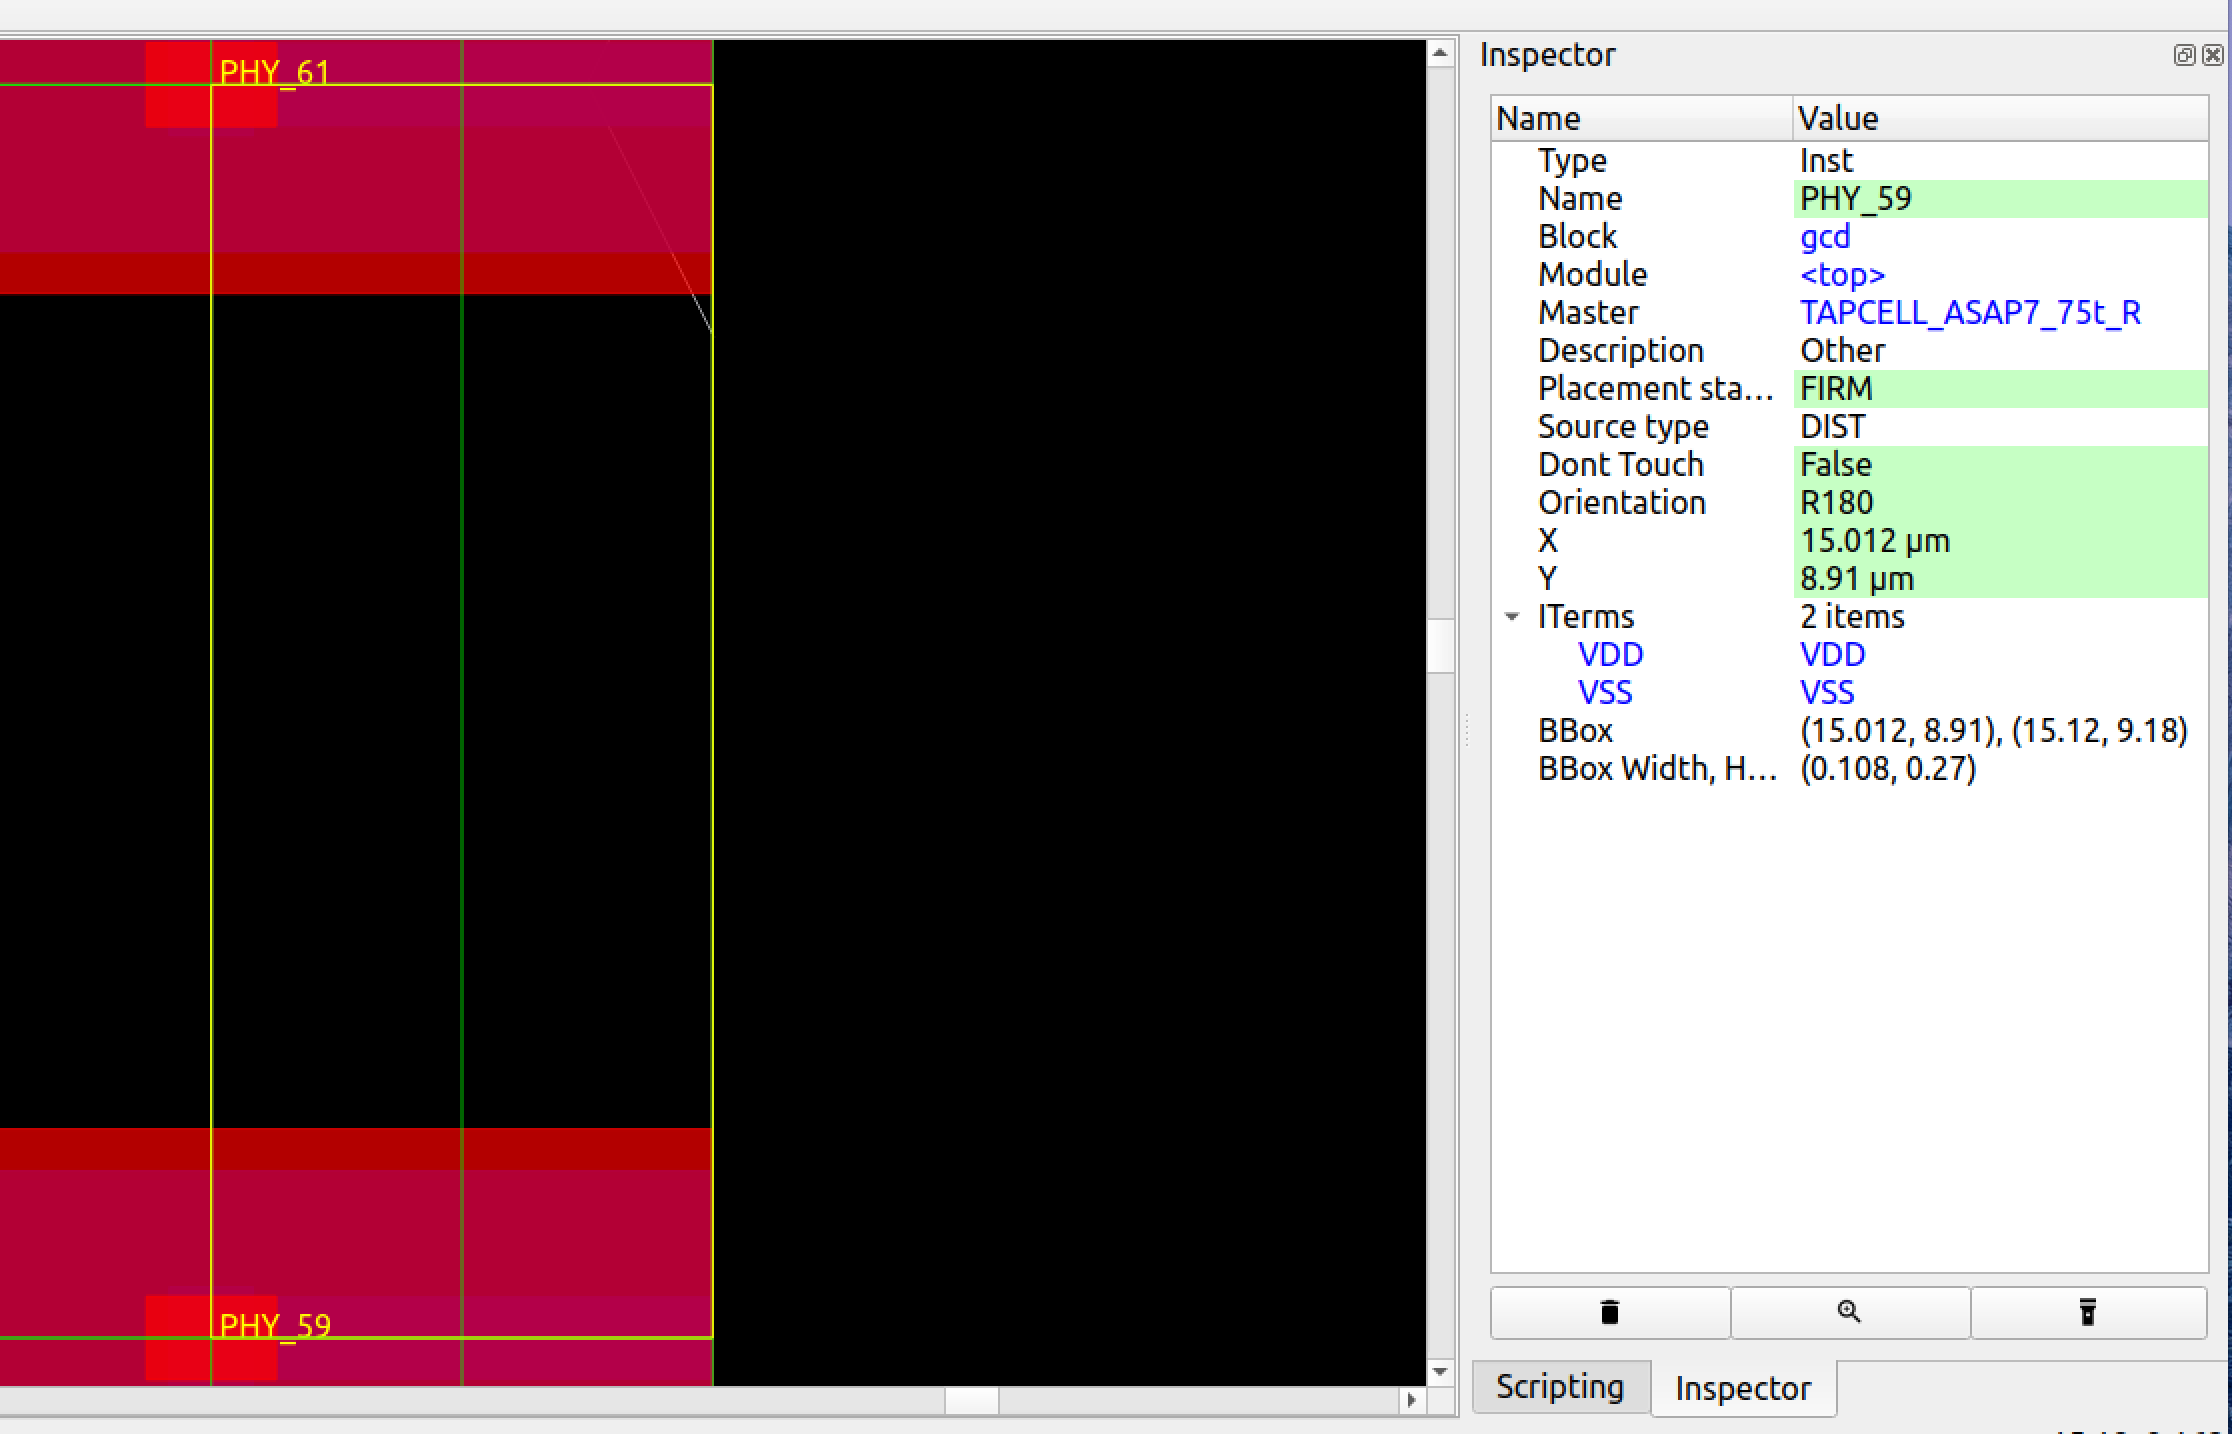 PHY_61
PHY_59
Inspector
Name Value
Type Inst
Name PHY_59
Block gcd
Module <top>
Master TAPCELL_ASAP7_75t_R
Description Other
Placement sta... FIRM
Source type DIST
Dont Touch False
Orientation R180
X 15.012 μm
Y 8.91 μm
ITerms 2 items
VDD VDD
VSS VSS
BBox (15.012, 8.91), (15.12, 9.18)
BBox Width, H... (0.108, 0.27)
Scripting Inspector